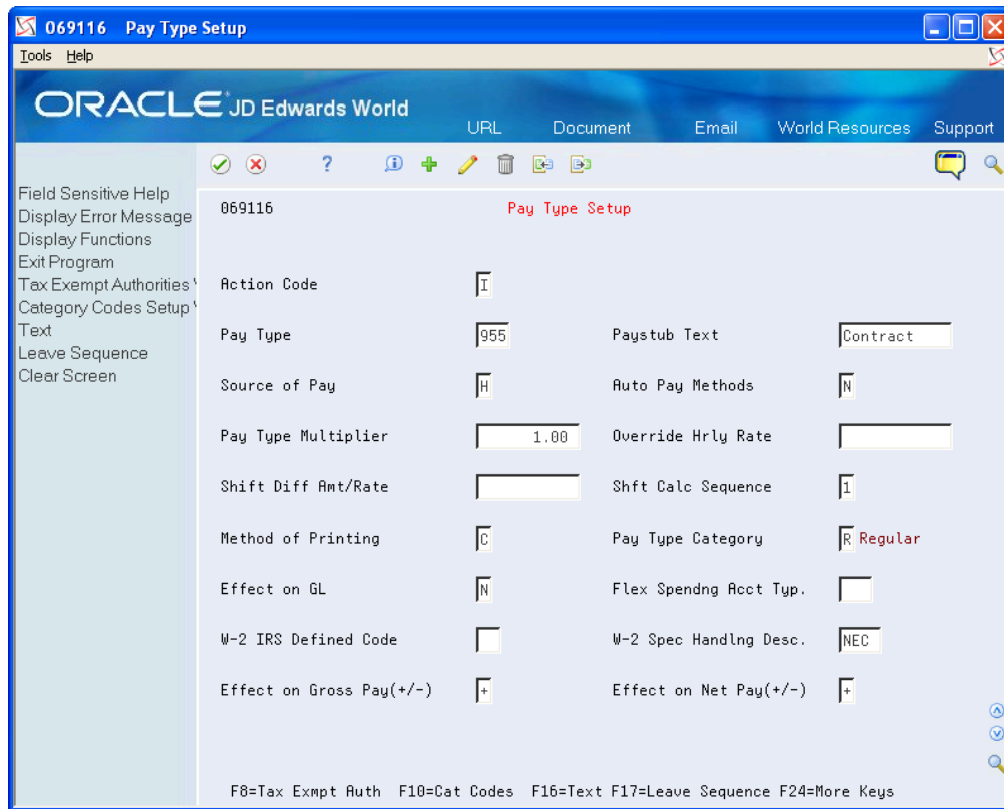 069116 Pay Type Setup
Tools Help
ORACLE JD Edwards World
URL Document Email World Resources Support
Field Sensitive Help
Display Error Message
Display Functions
Exit Program
Tax Exempt Authorities
Category Codes Setup
Text
Leave Sequence
Clear Screen
069116 Pay Type Setup
Action Code I
Pay Type 955 Paystub Text Contract
Source of Pay H Auto Pay Methods N
Pay Type Multiplier 1.00 Override Hrly Rate
Shift Diff Amt/Rate Shft Calc Sequence 1
Method of Printing C Pay Type Category R Regular
Effect on GL N Flex Spendng Acct Typ.
W-2 IRS Defined Code W-2 Spec Handlng Desc. NEC
Effect on Gross Pay(+/-) + Effect on Net Pay(+/-) +
F8=Tax Exmpt Auth F10=Cat Codes F16=Text F17=Leave Sequence F24=More Keys